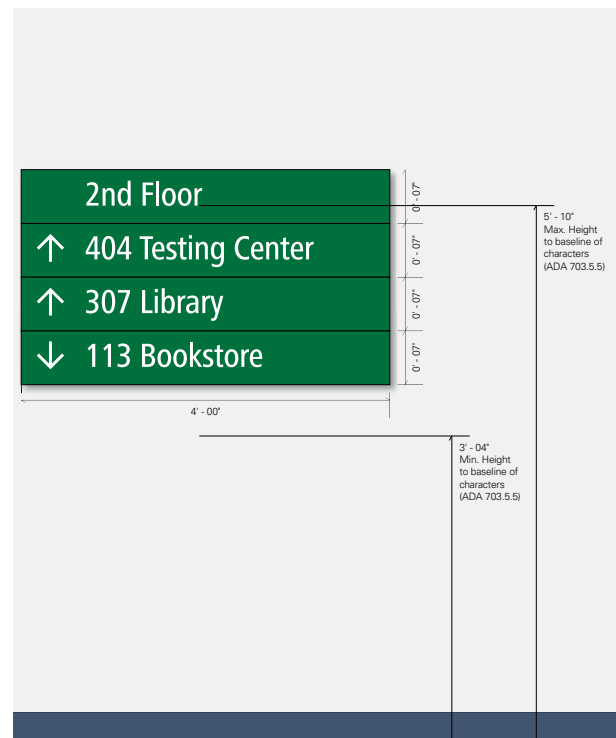 2nd Floor
↑ 404 Testing Center
↑ 307 Library
↓ 113 Bookstore
0' - 07"
0' - 07"
0' - 07"
0' - 07"
4' - 00"
5' - 10"
Max. Height
to baseline of
characters
(ADA 703.5.5)
3' - 04"
Min. Height
to baseline of
characters
(ADA 703.5.5)